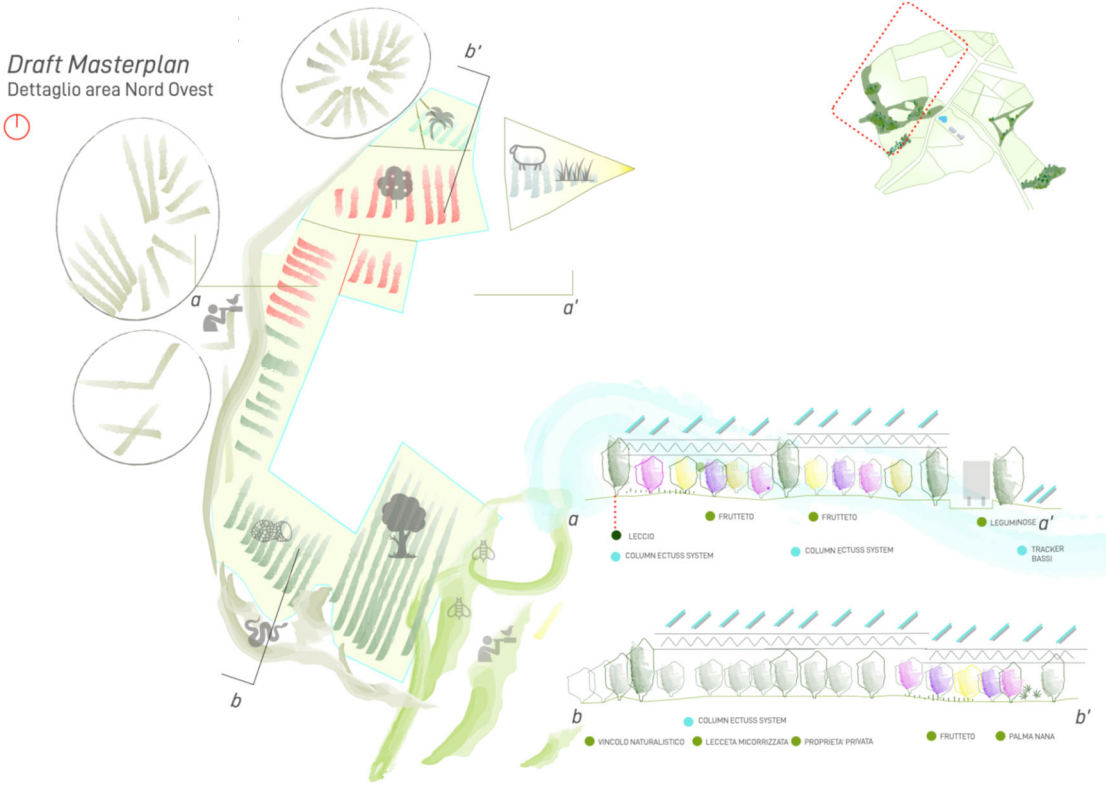 Draft Masterplan
Dettaglio area Nord Ovest
b'
a
a'
b
a
FRUTTETO
FRUTTETO
LEGUMINOSE
a'
LECCIO
COLUMN ECTUSS SYSTEM
COLUMN ECTUSS SYSTEM
TRACKER
BASSI
b
b'
COLUMN ECTUSS SYSTEM
VINCOLO NATURALISTICO
LECCETA MICORRIZZATA
PROPRIETA' PRIVATA
FRUTTETO
PALMA NANA